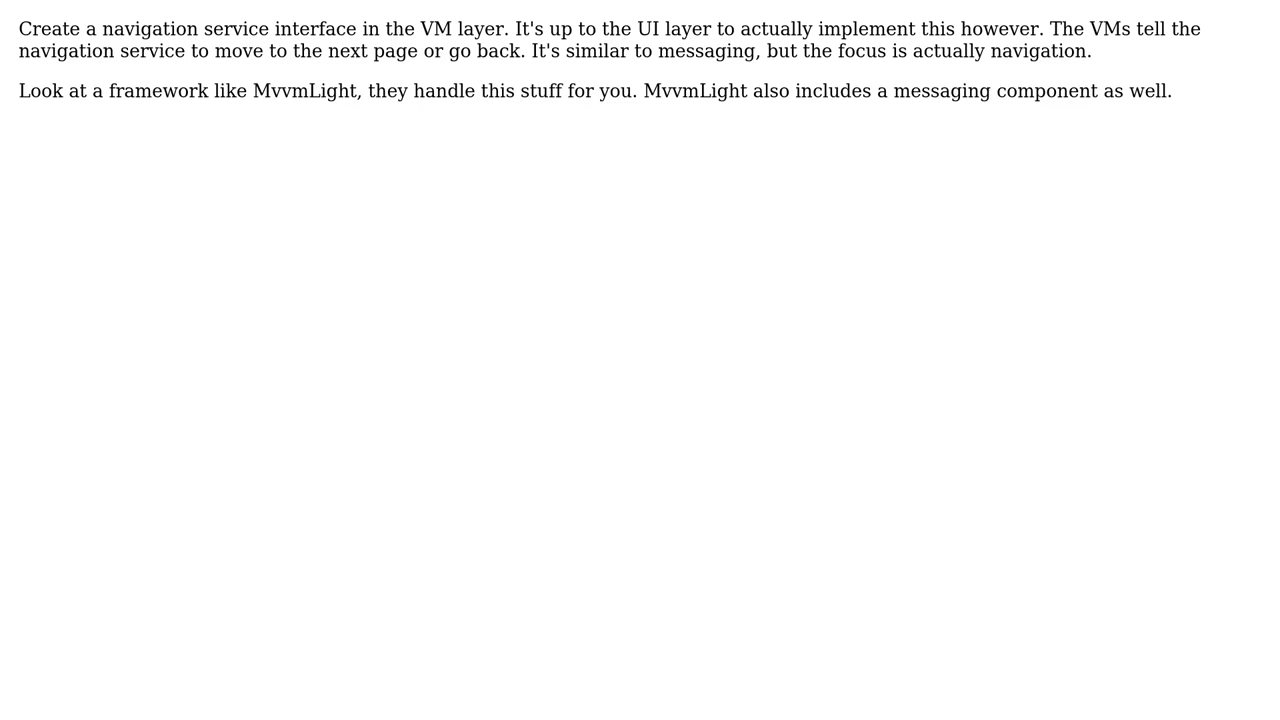 Create a navigation service interface in the VM layer. It's up to the UI layer to actually implement this however. The VMs tell the
navigation service to move to the next page or go back. It's similar to messaging, but the focus is actually navigation.
Look at a framework like MvvmLight, they handle this stuff for you. MvvmLight also includes a messaging component as well.